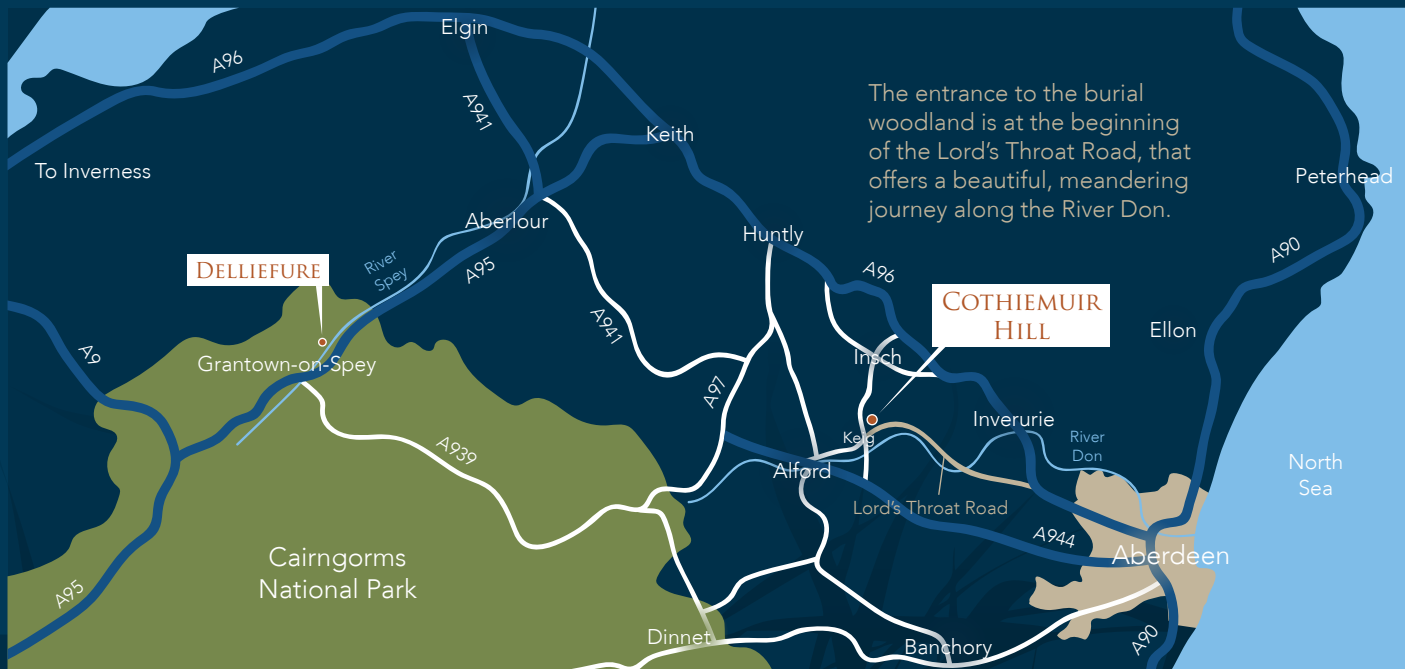 Elgin
A96
A941
Keith
The entrance to the burial
woodland is at the beginning
of the Lord's Throat Road, that
offers a beautiful, meandering
journey along the River Don.
To Inverness
Peterhead
Aberlour
Huntly
A90
DELLIEFURE
River
Spey
A95
A96
COTHIEMUIR
HILL
A941
Ellon
A9
Grantown-on-Spey
Insch
A97
Inverurie
Keig
River
Don
A939
Alford
North
Sea
Lord's Throat Road
A944
Cairngorms
National Park
Aberdeen
A95
Dinnet
Banchory
A90